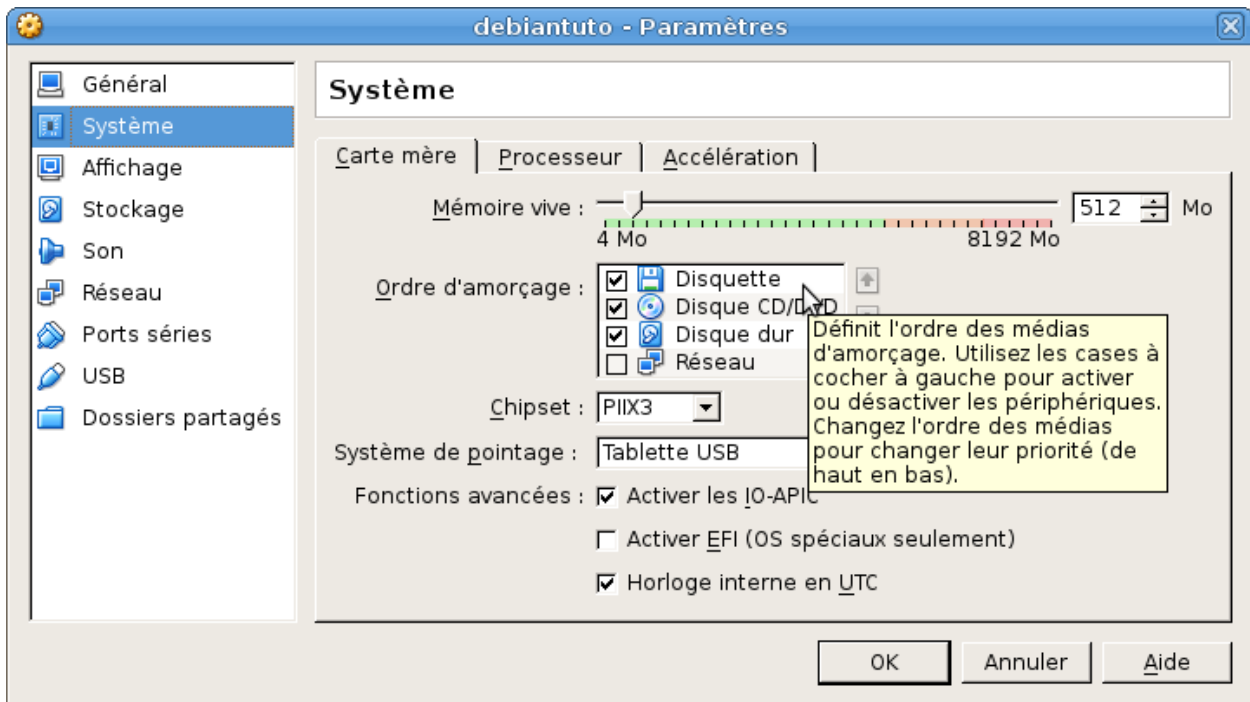 debiantuto - Paramètres
Général
Système
Affichage
Stockage
Son
Réseau
Ports séries
USB
Dossiers partagés
Système
Carte mère
Processeur
Accélération
Mémoire vive :
512
Mo
4 Mo
8192 Mo
Ordre d'amorçage :
Disquette
Disque CD/DVD
Disque dur
Réseau
Définit l'ordre des médias
d'amorçage. Utilisez les cases à
cocher à gauche pour activer
ou désactiver les périphériques.
Changez l'ordre des médias
pour changer leur priorité (de
haut en bas).
Chipset :
PIIX3
Système de pointage :
Tablette USB
Fonctions avancées :
Activer les IO-APIC
Activer EFI (OS spéciaux seulement)
Horloge interne en UTC
OK
Annuler
Aide